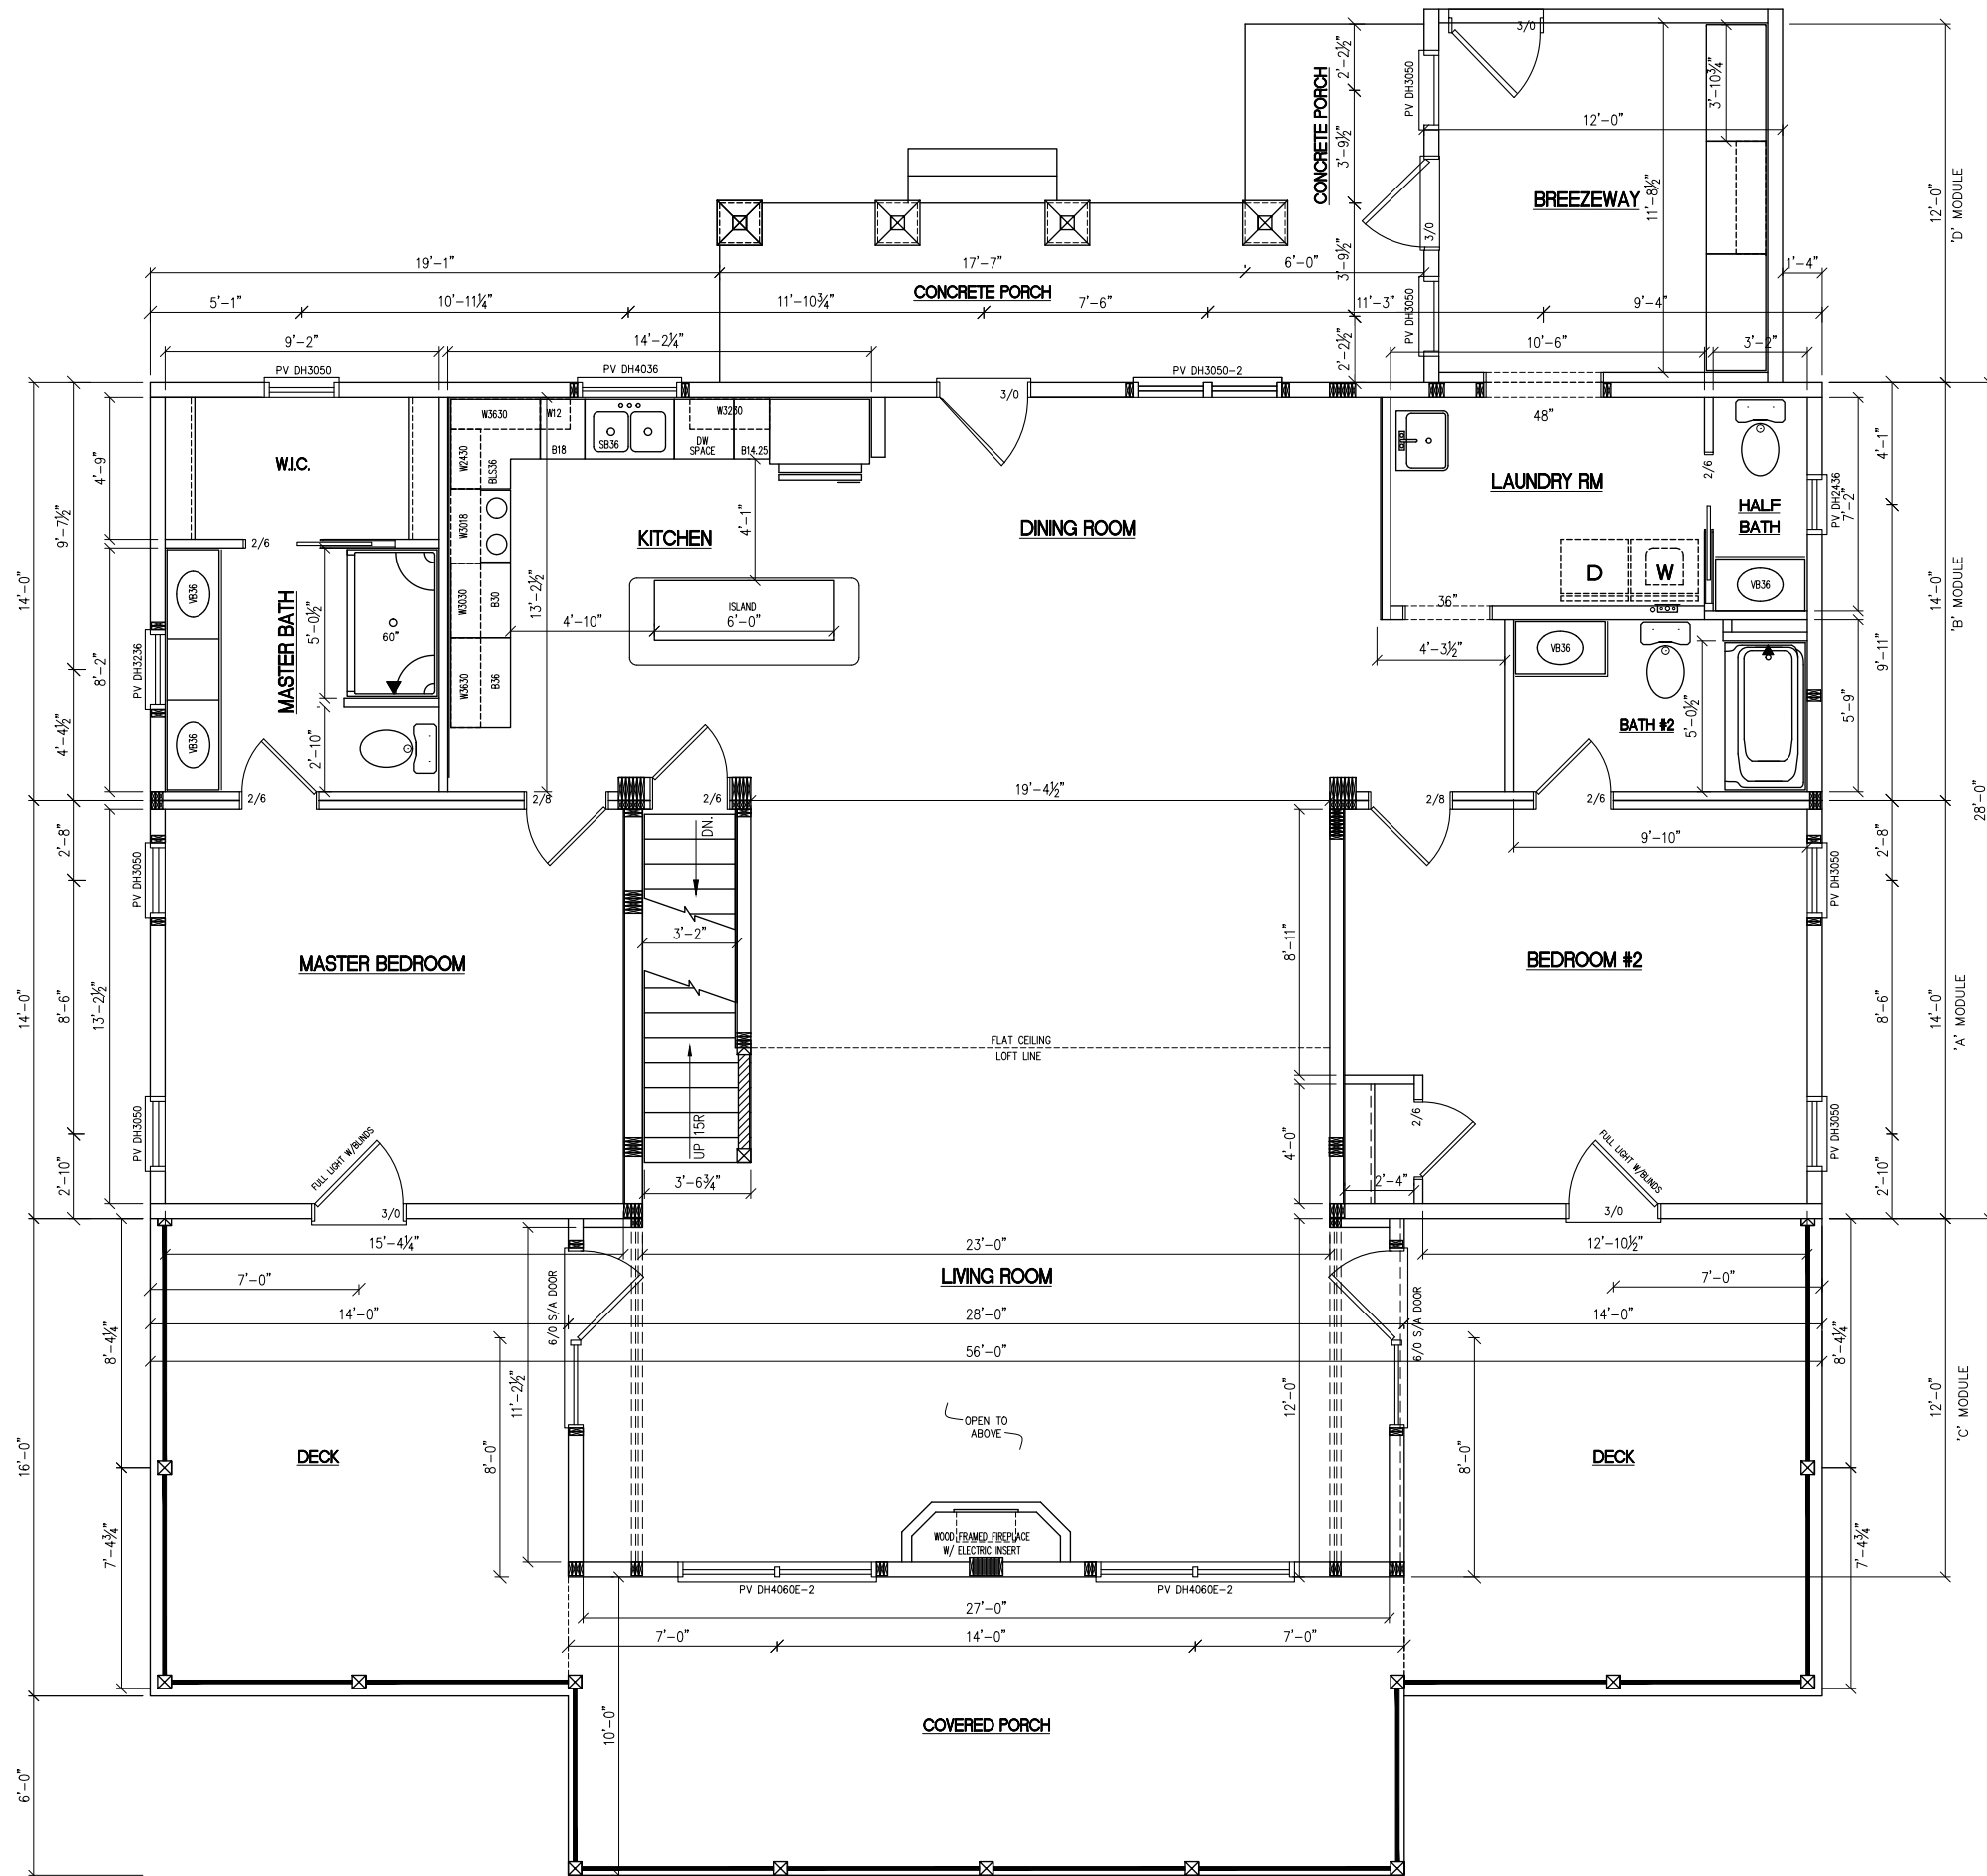 3/0
2'-2½"
CONCRETE PORCH
PV DH3050
3'-10¾"
12'-0"
3'-9½"
BREEZEWAY
11'-8½"
12'-0"
'D' MODULE
3/0
3'-9½"
19'-1"
17'-7"
6'-0"
1'-4"
CONCRETE PORCH
5'-1"
10'-11¼"
11'-10¾"
7'-6"
11'-3"
PV DH3050
9'-4"
2'-2½"
9'-2"
14'-2¼"
10'-6"
3'-2"
PV DH3050
PV DH4036
PV DH3050-2
3/0
48"
W3630
W12
B18
SB36
DW
SPACE
W3230
B14.25
W2430
BLS36
W.I.C.
4'-9"
9'-7½"
14'-0"
KITCHEN
4'-1"
DINING ROOM
LAUNDRY RM
2/6
HALF
BATH
PV DH2436
7'-2"
4'-1"
14'-0"
'B' MODULE
2/6
W3018
W3030
B30
13'-2½"
ISLAND
6'-0"
4'-10"
D
W
VB36
36"
VB36
MASTER BATH
5'-0½"
60"
8'-2"
PV DH3236
4'-4½"
VB36
2'-10"
W3630
B36
4'-3½"
VB36
BATH #2
5'-0½"
5'-9"
9'-11"
2/6
2/8
2/6
19'-4½"
2/8
2/6
28'-0"
2'-8"
DN.
9'-10"
2'-8"
PV DH3050
PV DH3050
3'-2"
8'-11"
MASTER BEDROOM
BEDROOM #2
14'-0"
8'-6"
13'-2½"
8'-6"
14'-0"
'A' MODULE
FLAT CEILING
LOFT LINE
UP 15R
2/6
4'-0"
PV DH3050
FULL LIGHT W/BLINDS
FULL LIGHT W/BLINDS
PV DH3050
2'-10"
2'-10"
3'-6¾"
2'-4"
3/0
3/0
15'-4¼"
23'-0"
12'-10½"
7'-0"
LIVING ROOM
7'-0"
6/0 S/A DOOR
6/0 S/A DOOR
14'-0"
28'-0"
14'-0"
8'-4¼"
8'-4¼"
56'-0"
11'-2½"
12'-0"
12'-0"
'C' MODULE
OPEN TO
ABOVE
16'-0"
DECK
8'-0"
8'-0"
DECK
7'-4¾"
7'-4¾"
WOOD FRAMED FIREPLACE
W/ ELECTRIC INSERT
PV DH4060E-2
PV DH4060E-2
27'-0"
7'-0"
14'-0"
7'-0"
10'-0"
COVERED PORCH
6'-0"